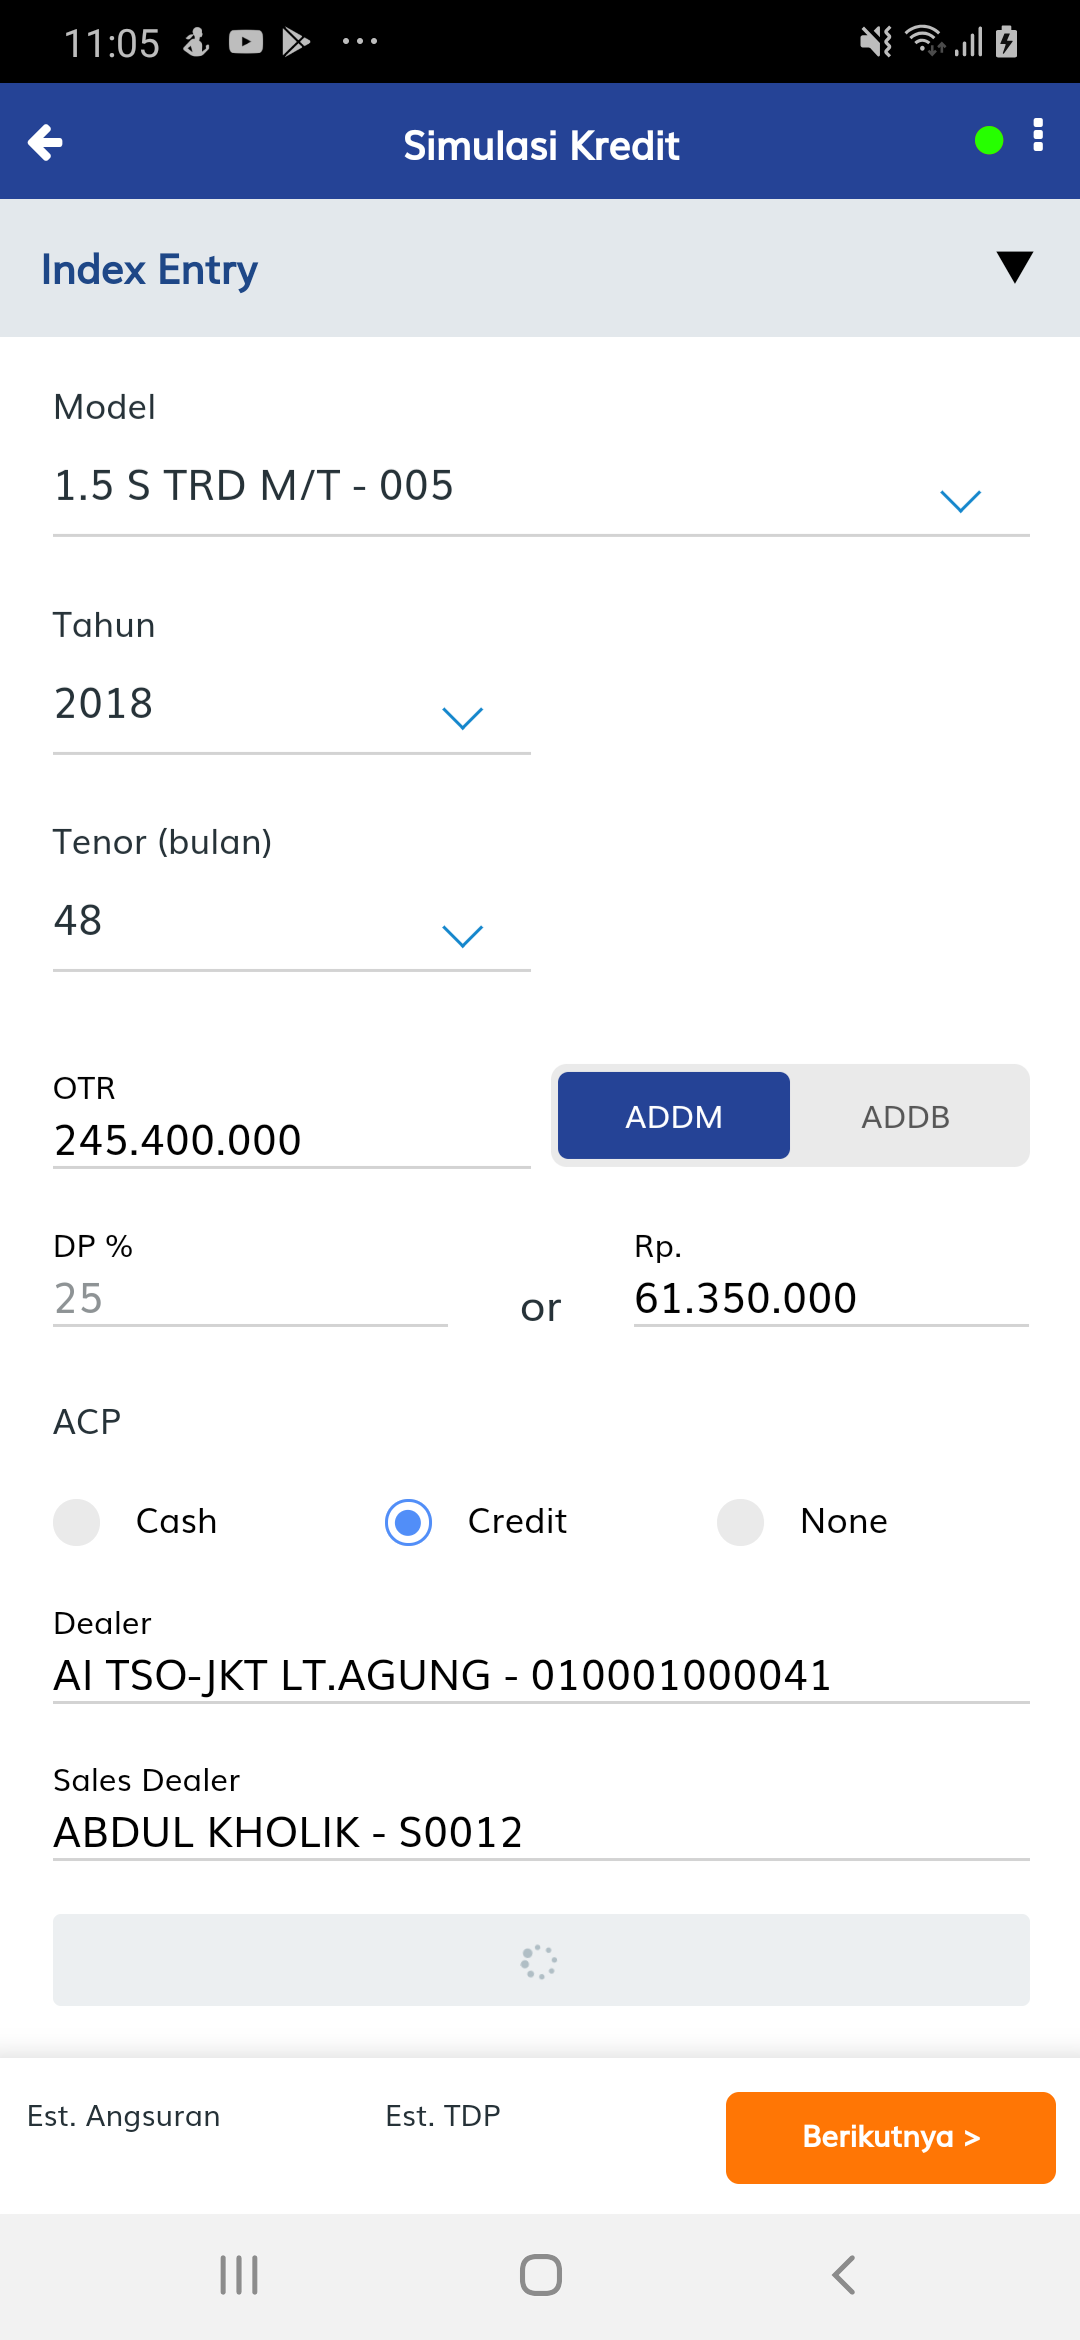 11:05
Simulasi Kredit
Index Entry
Model
1.5 S TRD M/T - 005
Tahun
2018
Tenor (bulan)
48
OTR
245.400.000
ADDM ADDB
DP %
25
or
Rp.
61.350.000
ACP
Cash Credit None
Dealer
AI TSO-JKT LT.AGUNG - 010001000041
Sales Dealer
ABDUL KHOLIK - S0012
Est. Angsuran Est. TDP
Berikutnya >